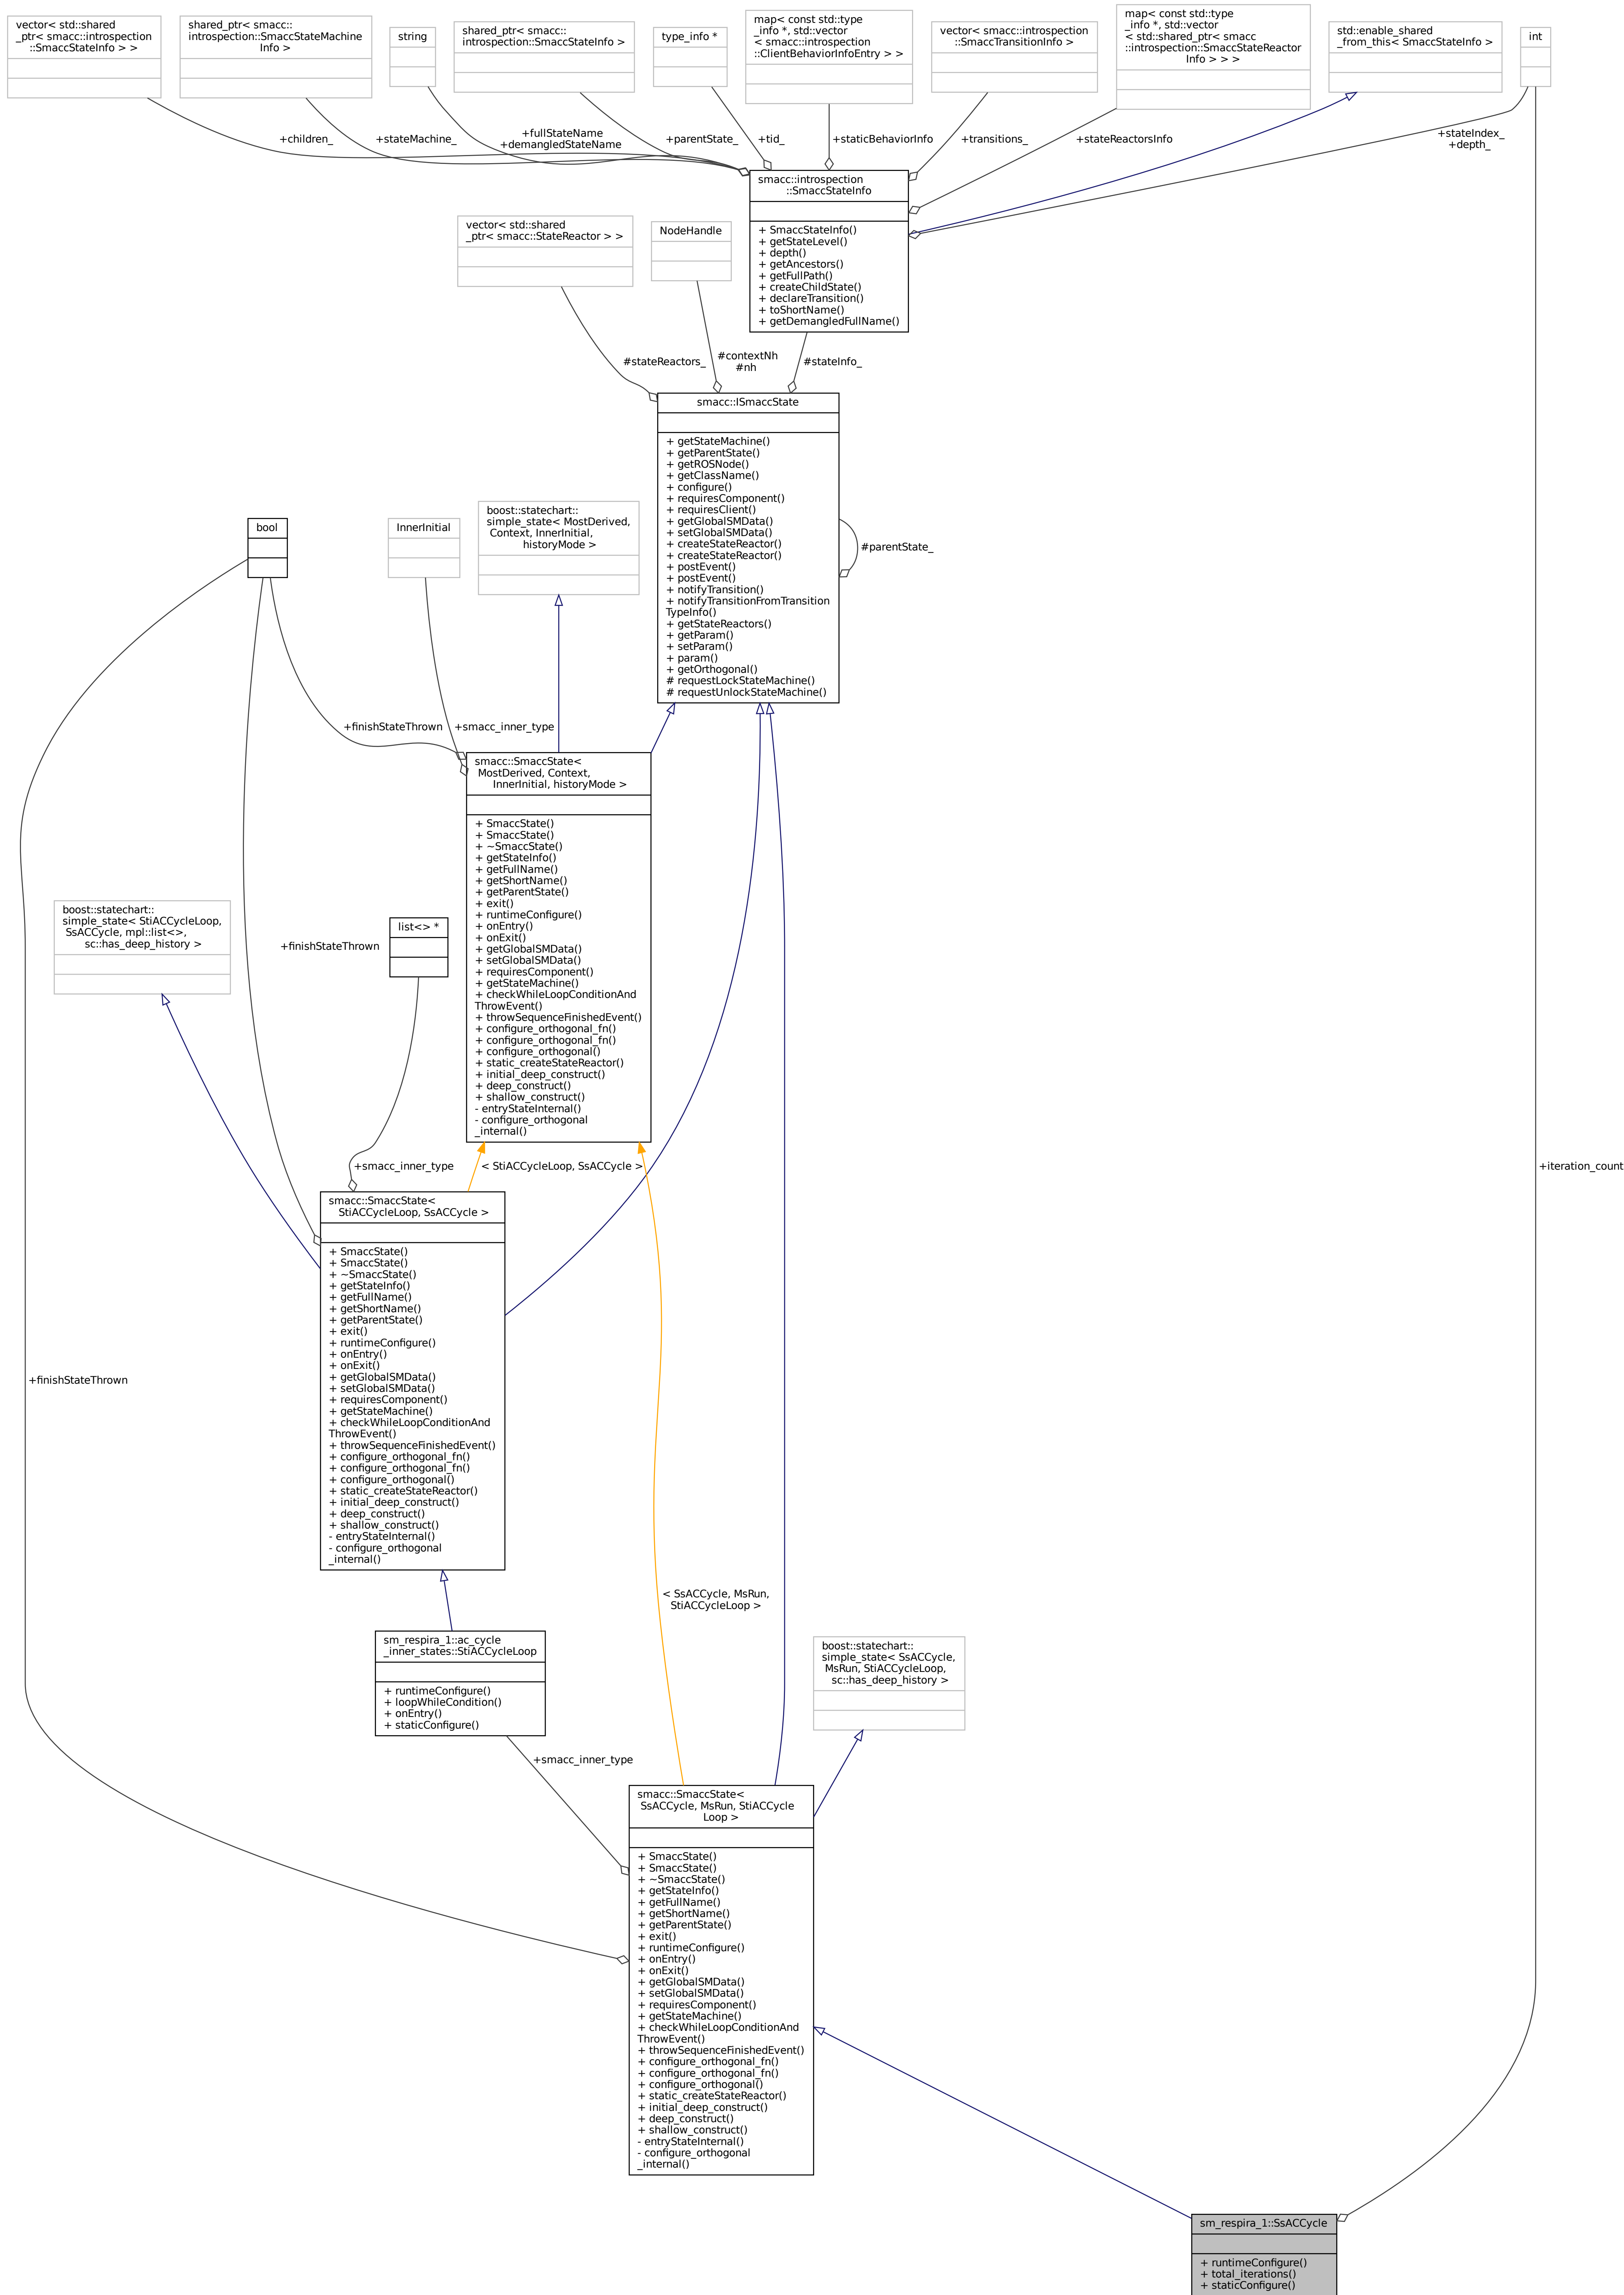 vector< std::shared
_ptr< smacc::introspection
::SmaccStateInfo > >
shared_ptr< smacc::
introspection::SmaccStateMachine
Info >
string
shared_ptr< smacc::
introspection::SmaccStateInfo >
type_info *
map< const std::type
_info *, std::vector
< smacc::introspection
::ClientBehaviorInfoEntry > >
vector< smacc::introspection
::SmaccTransitionInfo >
map< const std::type
_info *, std::vector
< std::shared_ptr< smacc
::introspection::SmaccStateReactor
Info > > >
std::enable_shared
_from_this< SmaccStateInfo >
int
+children_
+stateMachine_
+fullStateName
+demangledStateName
+parentState_
+tid_
+staticBehaviorInfo
+transitions_
+stateReactorsInfo
+stateIndex_
+depth_
smacc::introspection
::SmaccStateInfo
+ SmaccStateInfo()
+ getStateLevel()
+ depth()
+ getAncestors()
+ getFullPath()
+ createChildState()
+ declareTransition()
+ toShortName()
+ getDemangledFullName()
vector< std::shared
_ptr< smacc::StateReactor > >
NodeHandle
#stateReactors_
#contextNh
#nh
#stateInfo_
smacc::ISmaccState
+ getStateMachine()
+ getParentState()
+ getROSNode()
+ getClassName()
+ configure()
+ requiresComponent()
+ requiresClient()
+ getGlobalSMData()
+ setGlobalSMData()
+ createStateReactor()
+ createStateReactor()
+ postEvent()
+ postEvent()
+ notifyTransition()
+ notifyTransitionFromTransition
TypeInfo()
+ getStateReactors()
+ getParam()
+ setParam()
+ param()
+ getOrthogonal()
# requestLockStateMachine()
# requestUnlockStateMachine()
#parentState_
bool
InnerInitial
boost::statechart::
simple_state< MostDerived,
Context, InnerInitial,
historyMode >
+finishStateThrown
+smacc_inner_type
smacc::SmaccState<
MostDerived, Context,
InnerInitial, historyMode >
+ SmaccState()
+ SmaccState()
+ ~SmaccState()
+ getStateInfo()
+ getFullName()
+ getShortName()
+ getParentState()
+ exit()
+ runtimeConfigure()
+ onEntry()
+ onExit()
+ getGlobalSMData()
+ setGlobalSMData()
+ requiresComponent()
+ getStateMachine()
+ checkWhileLoopConditionAnd
ThrowEvent()
+ throwSequenceFinishedEvent()
+ configure_orthogonal_fn()
+ configure_orthogonal_fn()
+ configure_orthogonal()
+ static_createStateReactor()
+ initial_deep_construct()
+ deep_construct()
+ shallow_construct()
- entryStateInternal()
- configure_orthogonal
_internal()
boost::statechart::
simple_state< StiACCycleLoop,
SsACCycle, mpl::list<>,
sc::has_deep_history >
+finishStateThrown
list<> *
+smacc_inner_type
< StiACCycleLoop, SsACCycle >
+iteration_count
smacc::SmaccState<
StiACCycleLoop, SsACCycle >
+ SmaccState()
+ SmaccState()
+ ~SmaccState()
+ getStateInfo()
+ getFullName()
+ getShortName()
+ getParentState()
+ exit()
+ runtimeConfigure()
+ onEntry()
+ onExit()
+ getGlobalSMData()
+ setGlobalSMData()
+ requiresComponent()
+ getStateMachine()
+ checkWhileLoopConditionAnd
ThrowEvent()
+ throwSequenceFinishedEvent()
+ configure_orthogonal_fn()
+ configure_orthogonal_fn()
+ configure_orthogonal()
+ static_createStateReactor()
+ initial_deep_construct()
+ deep_construct()
+ shallow_construct()
- entryStateInternal()
- configure_orthogonal
_internal()
+finishStateThrown
< SsACCycle, MsRun,
StiACCycleLoop >
sm_respira_1::ac_cycle
_inner_states::StiACCycleLoop
+ runtimeConfigure()
+ loopWhileCondition()
+ onEntry()
+ staticConfigure()
boost::statechart::
simple_state< SsACCycle,
MsRun, StiACCycleLoop,
sc::has_deep_history >
+smacc_inner_type
smacc::SmaccState<
SsACCycle, MsRun, StiACCycle
Loop >
+ SmaccState()
+ SmaccState()
+ ~SmaccState()
+ getStateInfo()
+ getFullName()
+ getShortName()
+ getParentState()
+ exit()
+ runtimeConfigure()
+ onEntry()
+ onExit()
+ getGlobalSMData()
+ setGlobalSMData()
+ requiresComponent()
+ getStateMachine()
+ checkWhileLoopConditionAnd
ThrowEvent()
+ throwSequenceFinishedEvent()
+ configure_orthogonal_fn()
+ configure_orthogonal_fn()
+ configure_orthogonal()
+ static_createStateReactor()
+ initial_deep_construct()
+ deep_construct()
+ shallow_construct()
- entryStateInternal()
- configure_orthogonal
_internal()
sm_respira_1::SsACCycle
+ runtimeConfigure()
+ total_iterations()
+ staticConfigure()